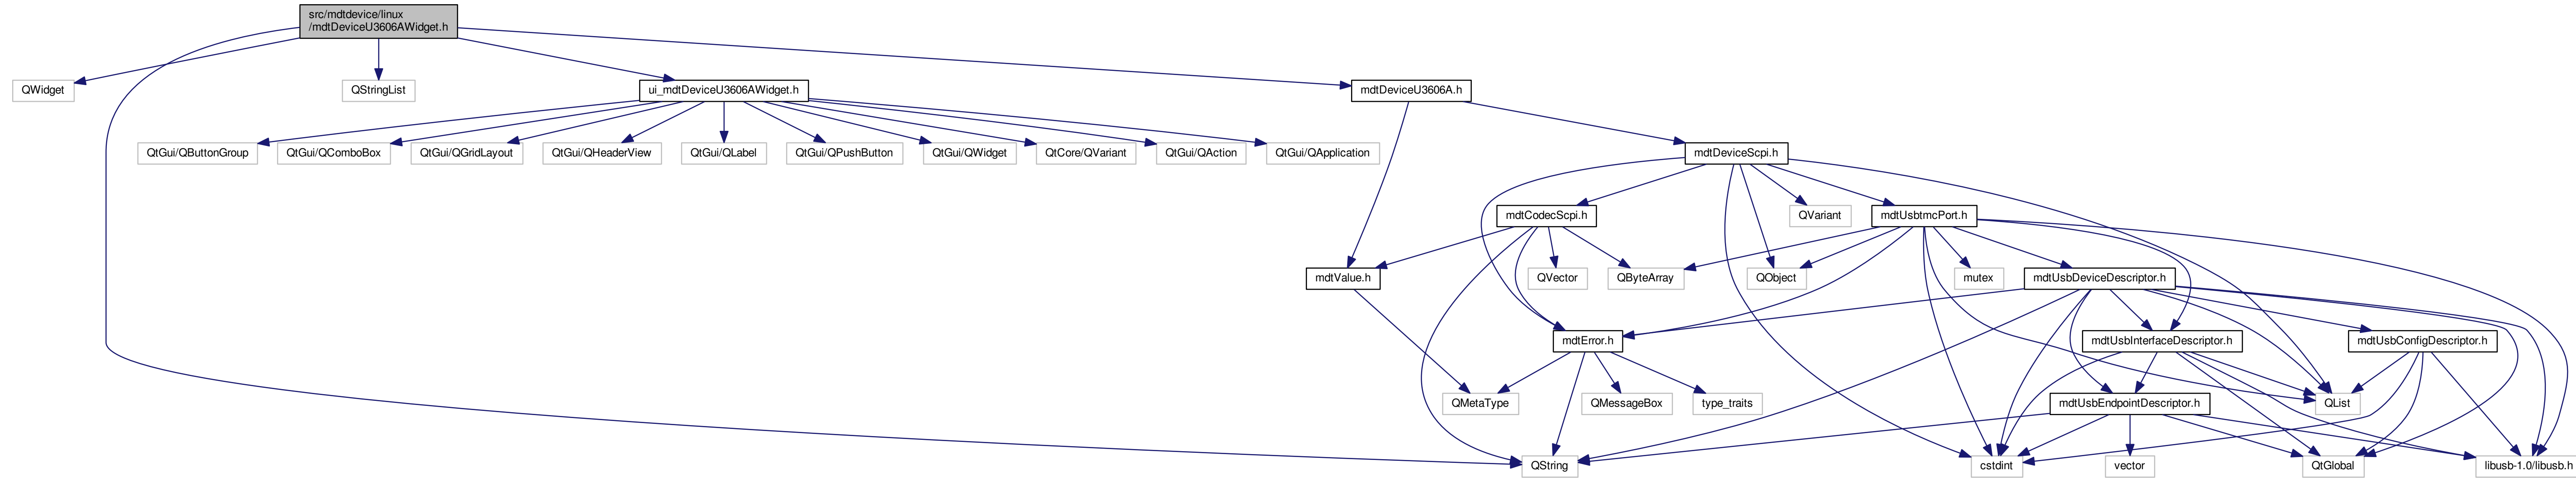 src/mdtdevice/linux
/mdtDeviceU3606AWidget.h
QWidget
QStringList
ui_mdtDeviceU3606AWidget.h
mdtDeviceU3606A.h
QtGui/QButtonGroup
QtGui/QComboBox
QtGui/QGridLayout
QtGui/QHeaderView
QtGui/QLabel
QtGui/QPushButton
QtGui/QWidget
QtCore/QVariant
QtGui/QAction
QtGui/QApplication
mdtDeviceScpi.h
mdtCodecScpi.h
QVariant
mdtUsbtmcPort.h
mdtValue.h
QVector
QByteArray
QObject
mutex
mdtUsbDeviceDescriptor.h
mdtError.h
mdtUsbInterfaceDescriptor.h
mdtUsbConfigDescriptor.h
QMetaType
QMessageBox
type_traits
mdtUsbEndpointDescriptor.h
QList
QString
cstdint
vector
QtGlobal
libusb-1.0/libusb.h